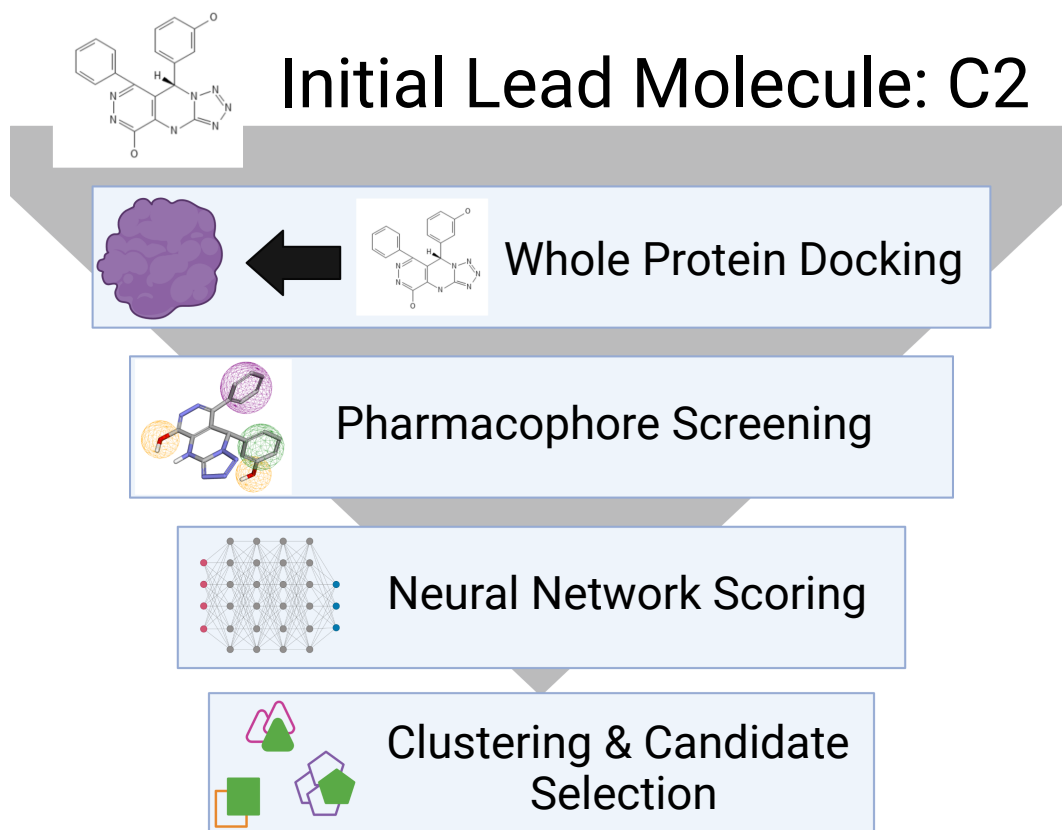 O
H N
N N N
N N
N
O
Initial Lead Molecule: C2
O
H N
N N N
N N
N
O
Whole Protein Docking
Pharmacophore Screening
Neural Network Scoring
Clustering & Candidate
Selection